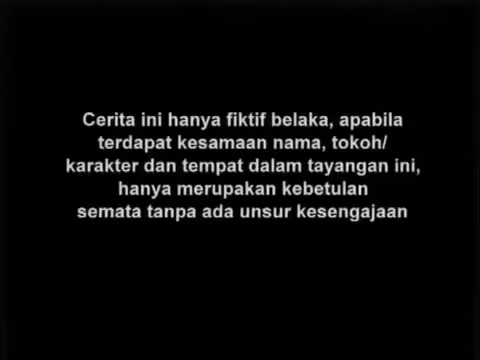 Cerita ini hanya fiktif belaka, apabila
terdapat kesamaan nama, tokoh/
karakter dan tempat dalam tayangan ini,
hanya merupakan kebetulan
semata tanpa ada unsur kesengajaan